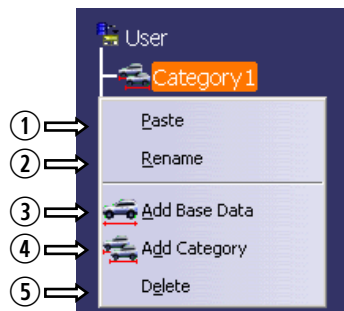 User
Category1
① Paste
② Rename
③ Add Base Data
④ Add Category
⑤ Delete